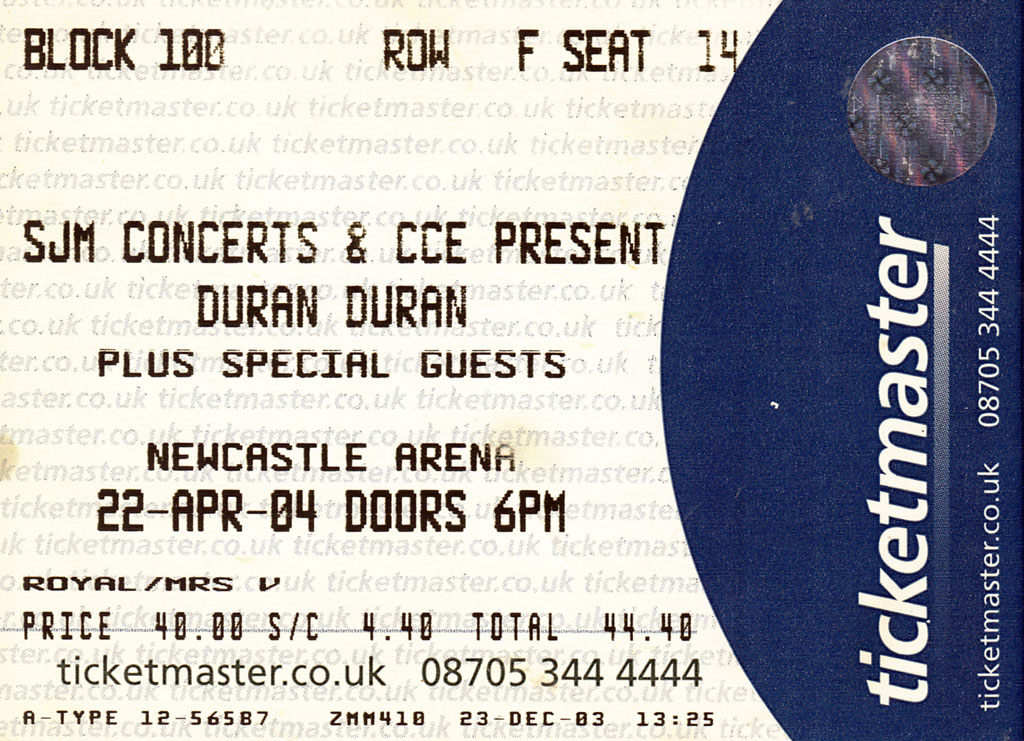 BLOCK 100 ROW F SEAT 14
SJM CONCERTS & CCE PRESENT
DURAN DURAN
PLUS SPECIAL GUESTS
NEWCASTLE ARENA
22-APR-04 DOORS 6PM
ROYAL/MRS V
PRICE 40.00 S/C 4.40 TOTAL 44.40
ticketmaster.co.uk 08705 344 4444
A-TYPE 12-56587 ZMM410 23-DEC-03 13:25
ticketmaster
ticketmaster.co.uk 08705 344 4444